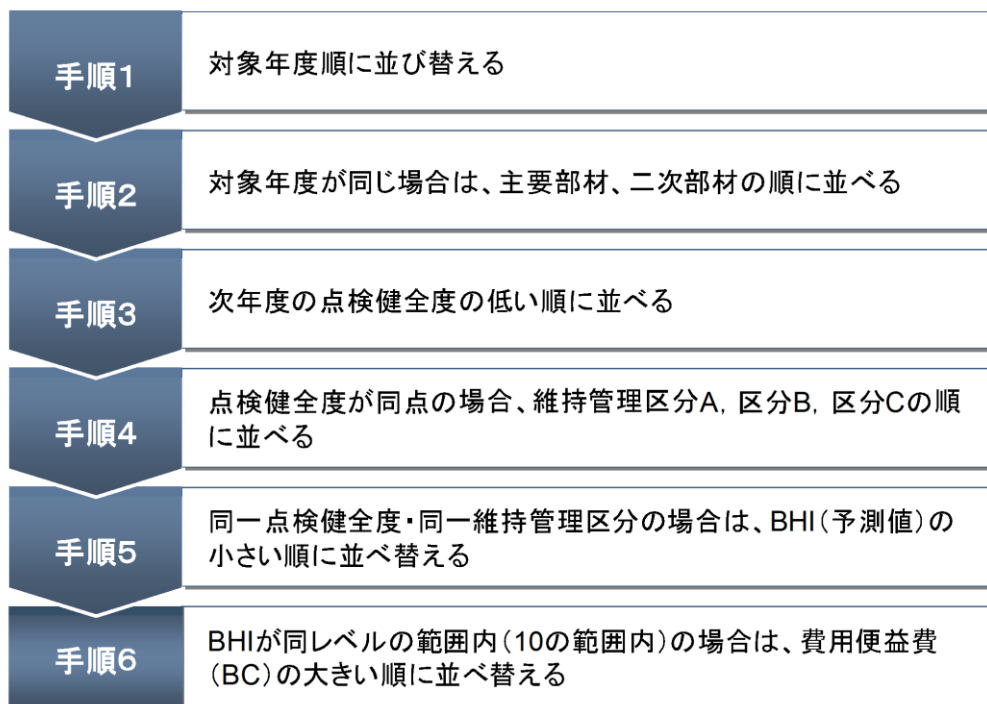 手順1
対象年度順に並び替える
手順2
対象年度が同じ場合は、主要部材、二次部材の順に並べる
手順3
次年度の点検健全度の低い順に並べる
手順4
点検健全度が同点の場合、維持管理区分A，区分B，区分Cの順
に並べる
手順5
同一点検健全度・同一維持管理区分の場合は、BHI（予測値）の
小さい順に並べ替える
手順6
BHIが同レベルの範囲内（10の範囲内）の場合は、費用便益費
（BC）の大きい順に並べ替える